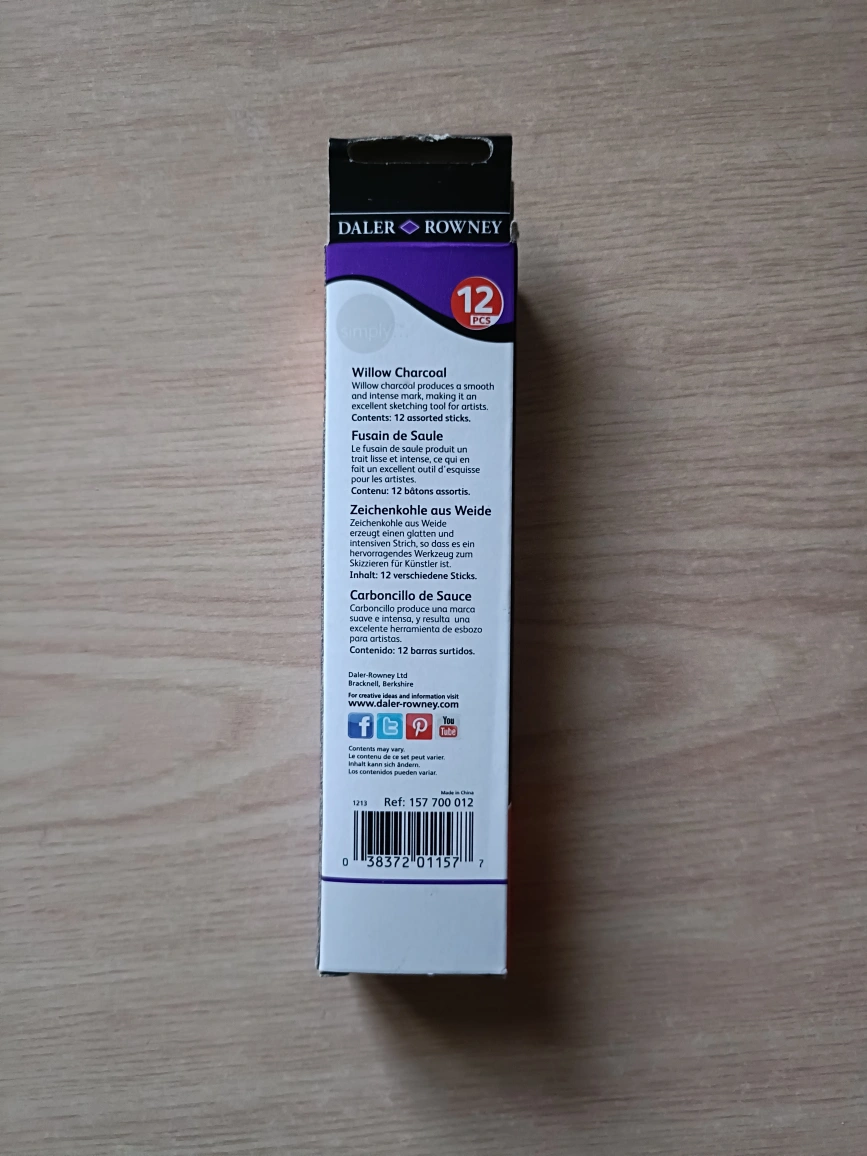 DALER ROWNEY
12
PCS
simply
Willow Charcoal
Willow charcoal produces a smooth
and intense mark, making it an
excellent sketching tool for artists.
Contents: 12 assorted sticks.
Fusain de Saule
Le fusain de saule produit un
trait lisse et intense, ce qui en
fait un excellent outil d'esquisse
pour les artistes.
Contenu: 12 bâtons assortis.
Zeichenkohle aus Weide
Zeichenkohle aus Weide
erzeugt einen glatten und
intensiven Strich, so dass es ein
hervorragendes Werkzeug zum
Skizzieren für Künstler ist.
Inhalt: 12 verschiedene Sticks.
Carboncillo de Sauce
Carboncillo produce una marca
suave e intensa, y resulta una
excelente herramienta de esbozo
para artistas.
Contenido: 12 barras surtidos.
Daler-Rowney Ltd
Bracknell, Berkshire
For creative ideas and information visit
www.daler-rowney.com
You
Tube
Contents may vary.
Le contenu de ce set peut varier.
Inhalt kann sich ändern.
Los contenidos pueden variar.
Made in China
1213 Ref: 157 700 012
0 38372 01157 7